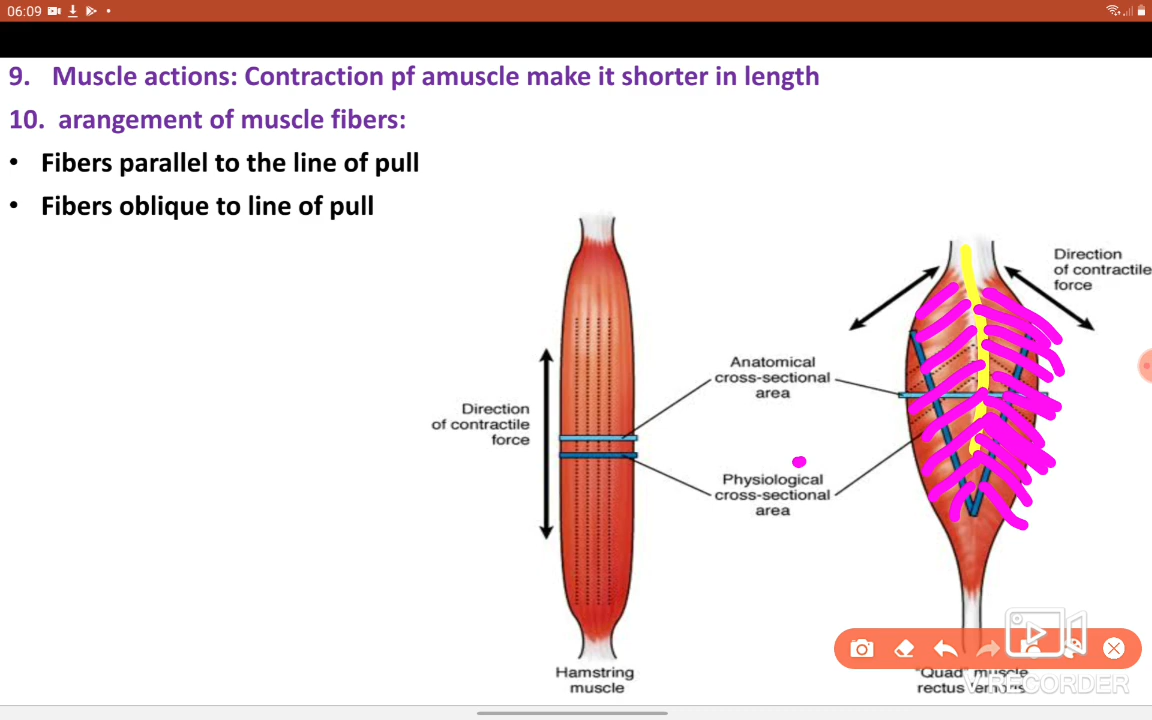 06:09
9. Muscle actions: Contraction pf amuscle make it shorter in length
10. arangement of muscle fibers:
• Fibers parallel to the line of pull
• Fibers oblique to line of pull
Direction
of contractile
force
Anatomical
cross-sectional
area
Direction
of contractile
force
Physiological
cross-sectional
area
Hamstring
muscle
"Quad" muscle
rectus femoris
V RECORDER